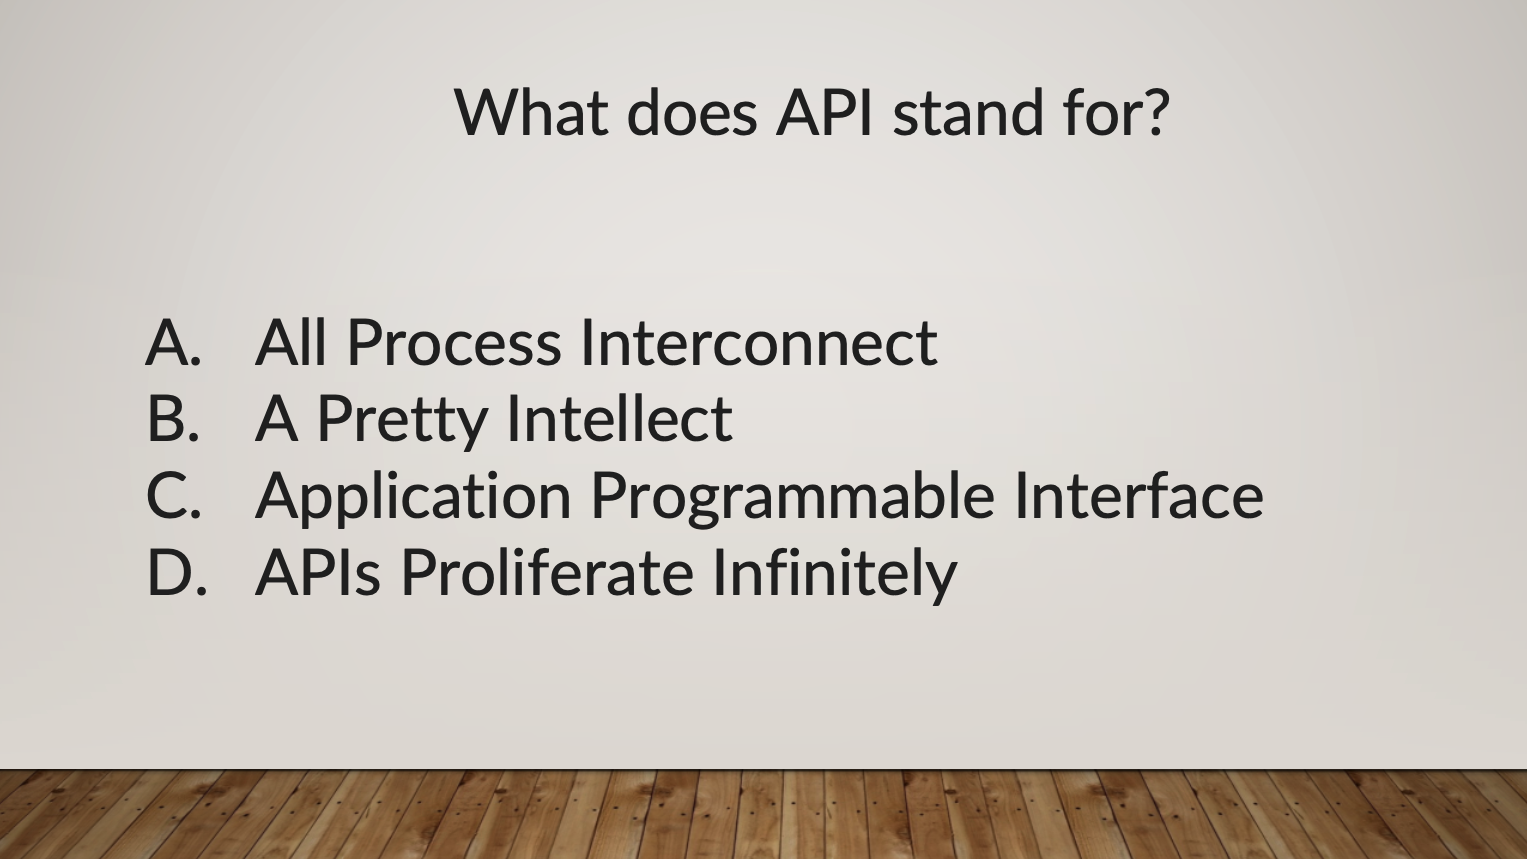 What does API stand for?
A. All Process Interconnect
B. A Pretty Intellect
C. Application Programmable Interface
D. APIs Proliferate Infinitely